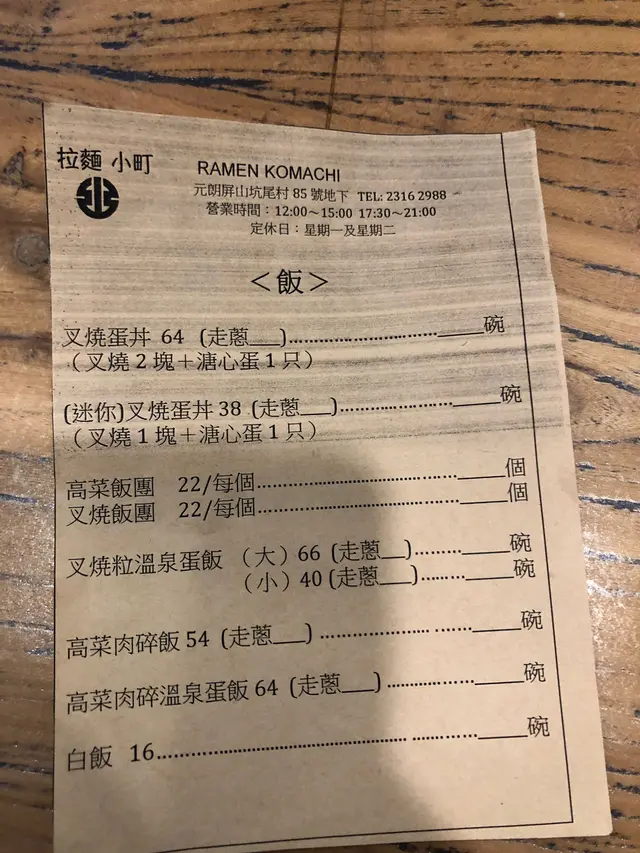 拉麵 小町
RAMEN KOMACHI
元朗屏山坑尾村 85 號地下 TEL: 2316 2988
營業時間：12:00～15:00 17:30～21:00
定休日：星期一及星期二
＜飯＞
叉燒蛋丼 64 (走蔥___)........................____碗
（叉燒 2 塊＋溏心蛋 1 只）
(迷你)叉燒蛋丼 38 (走蔥___)..................____碗
（叉燒 1 塊＋溏心蛋 1 只）
高菜飯團 22/每個................................____個
叉燒飯團 22/每個................................____個
叉燒粒溫泉蛋飯 （大）66 (走蔥___).........____碗
（小）40 (走蔥___).........____碗
高菜肉碎飯 54 (走蔥___) .....................____碗
高菜肉碎溫泉蛋飯 64 (走蔥___) ..............____碗
白飯 16.............................................____碗